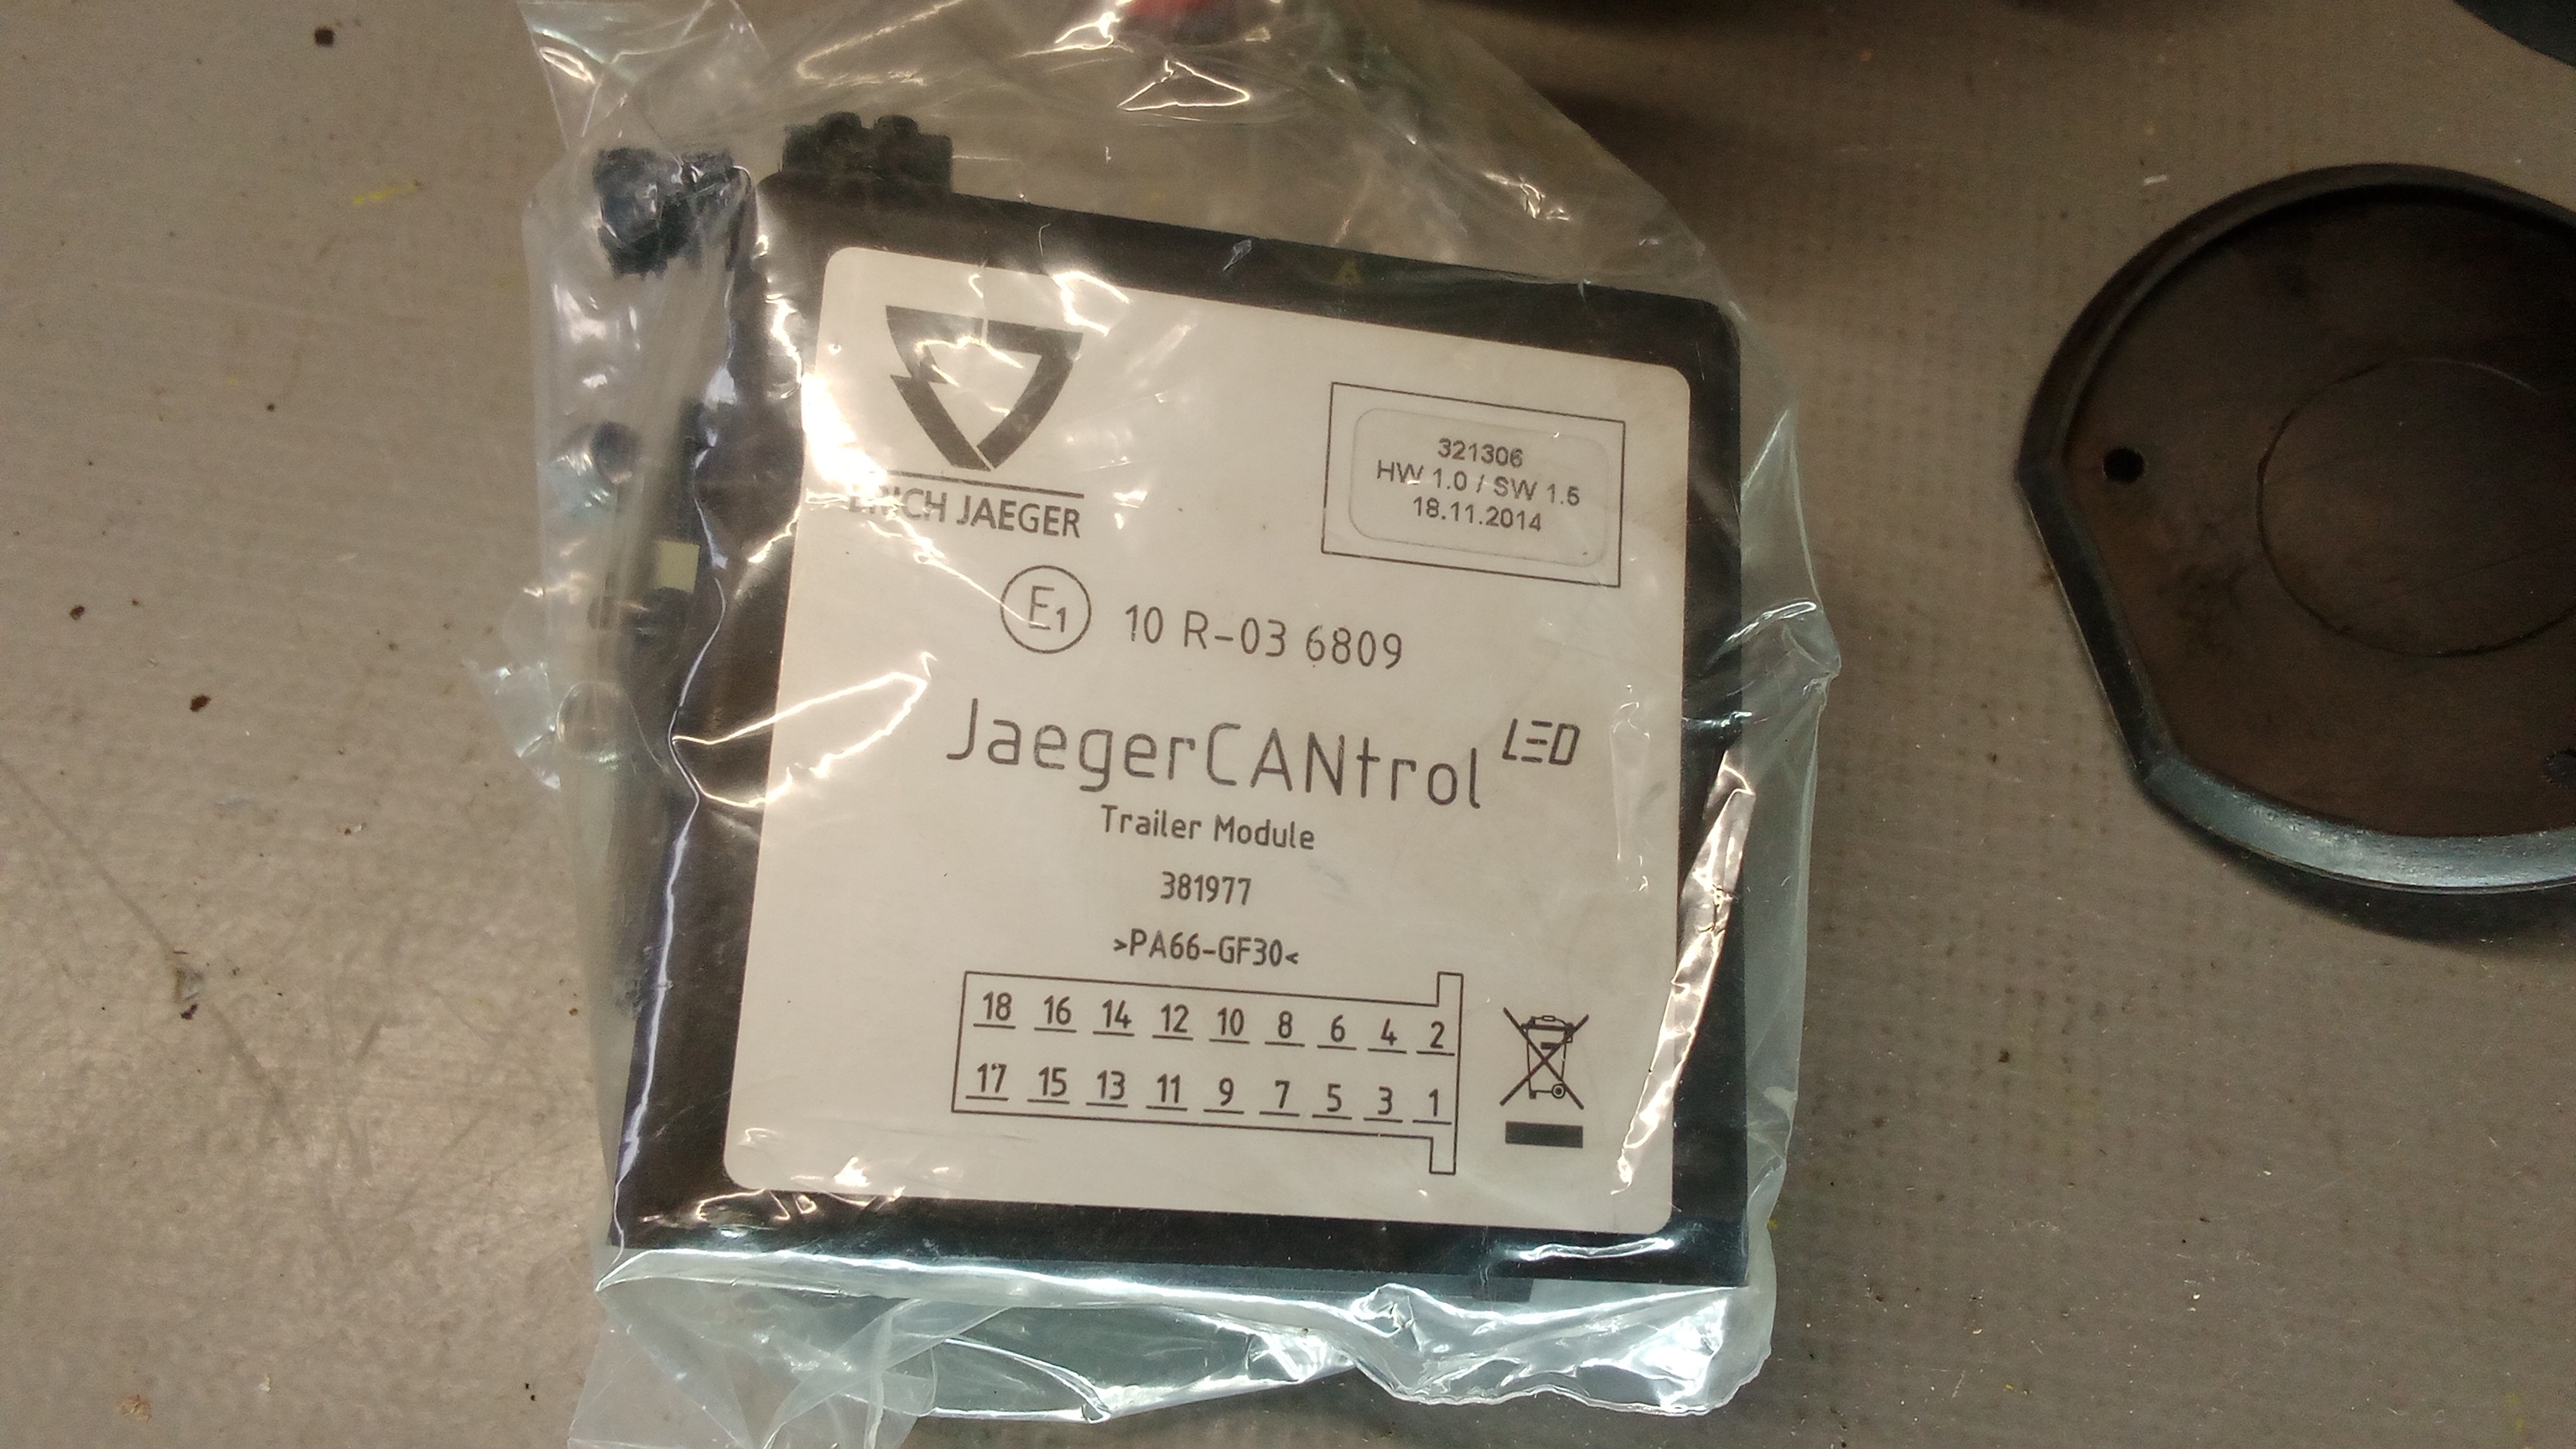 ERICH JAEGER
321306
HW 1.0 / SW 1.5
18.11.2014
E1 10 R-03 6809
JaegerCANtrol LED
Trailer Module
381977
>PA66-GF30<
18 16 14 12 10 8 6 4 2
17 15 13 11 9 7 5 3 1